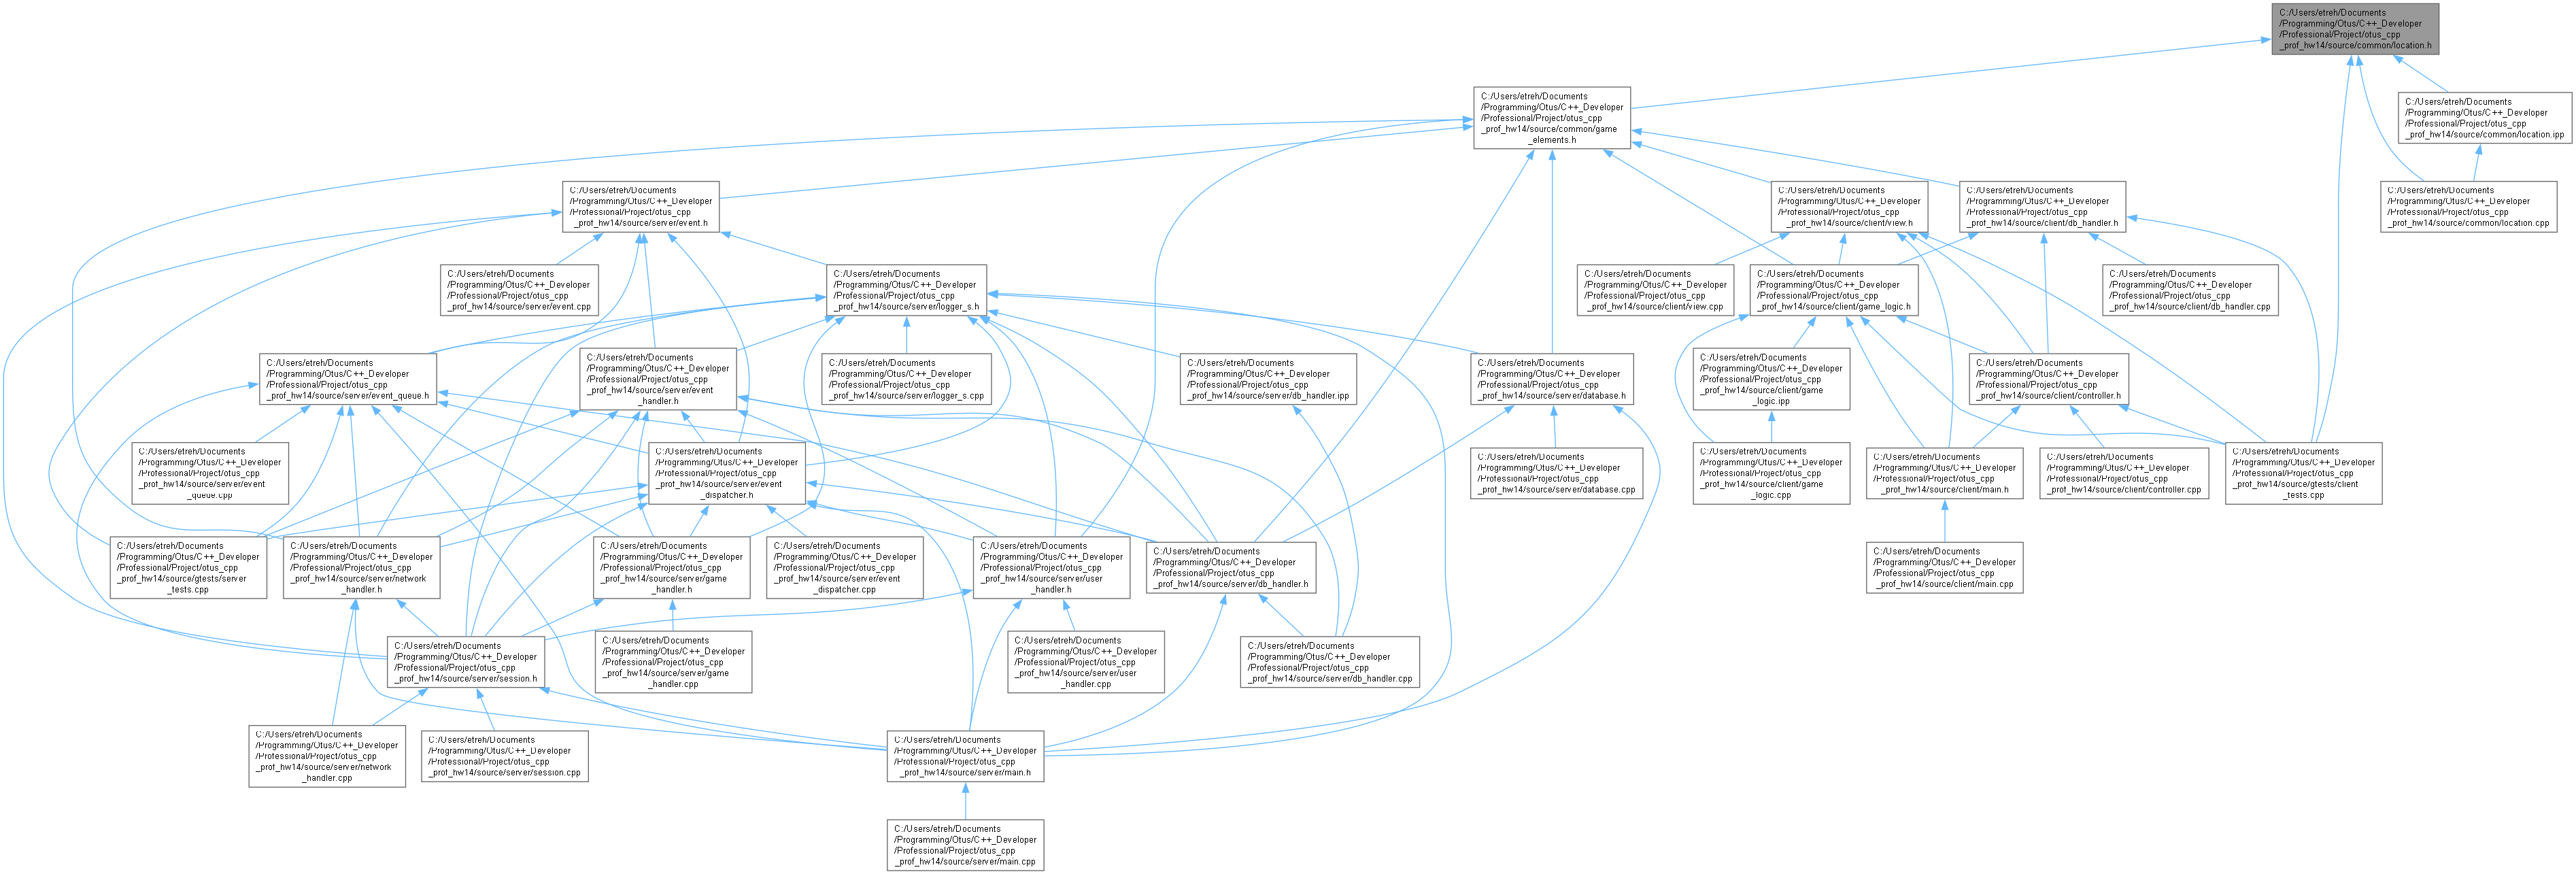 C:/Users/etreh/Documents
/Programming/Otus/C++_Developer
/Professional/Project/otus_cpp
_prof_hw14/source/common/location.h
C:/Users/etreh/Documents
/Programming/Otus/C++_Developer
/Professional/Project/otus_cpp
_prof_hw14/source/common/game
_elements.h
C:/Users/etreh/Documents
/Programming/Otus/C++_Developer
/Professional/Project/otus_cpp
_prof_hw14/source/common/location.ipp
C:/Users/etreh/Documents
/Programming/Otus/C++_Developer
/Professional/Project/otus_cpp
_prof_hw14/source/server/event.h
C:/Users/etreh/Documents
/Programming/Otus/C++_Developer
/Professional/Project/otus_cpp
_prof_hw14/source/client/view.h
C:/Users/etreh/Documents
/Programming/Otus/C++_Developer
/Professional/Project/otus_cpp
_prof_hw14/source/client/db_handler.h
C:/Users/etreh/Documents
/Programming/Otus/C++_Developer
/Professional/Project/otus_cpp
_prof_hw14/source/common/location.cpp
C:/Users/etreh/Documents
/Programming/Otus/C++_Developer
/Professional/Project/otus_cpp
_prof_hw14/source/server/event.cpp
C:/Users/etreh/Documents
/Programming/Otus/C++_Developer
/Professional/Project/otus_cpp
_prof_hw14/source/server/logger_s.h
C:/Users/etreh/Documents
/Programming/Otus/C++_Developer
/Professional/Project/otus_cpp
_prof_hw14/source/client/view.cpp
C:/Users/etreh/Documents
/Programming/Otus/C++_Developer
/Professional/Project/otus_cpp
_prof_hw14/source/client/game_logic.h
C:/Users/etreh/Documents
/Programming/Otus/C++_Developer
/Professional/Project/otus_cpp
_prof_hw14/source/client/db_handler.cpp
C:/Users/etreh/Documents
/Programming/Otus/C++_Developer
/Professional/Project/otus_cpp
_prof_hw14/source/server/event_queue.h
C:/Users/etreh/Documents
/Programming/Otus/C++_Developer
/Professional/Project/otus_cpp
_prof_hw14/source/server/event
_handler.h
C:/Users/etreh/Documents
/Programming/Otus/C++_Developer
/Professional/Project/otus_cpp
_prof_hw14/source/server/logger_s.cpp
C:/Users/etreh/Documents
/Programming/Otus/C++_Developer
/Professional/Project/otus_cpp
_prof_hw14/source/server/db_handler.ipp
C:/Users/etreh/Documents
/Programming/Otus/C++_Developer
/Professional/Project/otus_cpp
_prof_hw14/source/server/database.h
C:/Users/etreh/Documents
/Programming/Otus/C++_Developer
/Professional/Project/otus_cpp
_prof_hw14/source/client/game
_logic.ipp
C:/Users/etreh/Documents
/Programming/Otus/C++_Developer
/Professional/Project/otus_cpp
_prof_hw14/source/client/controller.h
C:/Users/etreh/Documents
/Programming/Otus/C++_Developer
/Professional/Project/otus_cpp
_prof_hw14/source/server/event
_queue.cpp
C:/Users/etreh/Documents
/Programming/Otus/C++_Developer
/Professional/Project/otus_cpp
_prof_hw14/source/server/event
_dispatcher.h
C:/Users/etreh/Documents
/Programming/Otus/C++_Developer
/Professional/Project/otus_cpp
_prof_hw14/source/server/database.cpp
C:/Users/etreh/Documents
/Programming/Otus/C++_Developer
/Professional/Project/otus_cpp
_prof_hw14/source/client/game
_logic.cpp
C:/Users/etreh/Documents
/Programming/Otus/C++_Developer
/Professional/Project/otus_cpp
_prof_hw14/source/client/main.h
C:/Users/etreh/Documents
/Programming/Otus/C++_Developer
/Professional/Project/otus_cpp
_prof_hw14/source/client/controller.cpp
C:/Users/etreh/Documents
/Programming/Otus/C++_Developer
/Professional/Project/otus_cpp
_prof_hw14/source/gtests/client
_tests.cpp
C:/Users/etreh/Documents
/Programming/Otus/C++_Developer
/Professional/Project/otus_cpp
_prof_hw14/source/gtests/server
_tests.cpp
C:/Users/etreh/Documents
/Programming/Otus/C++_Developer
/Professional/Project/otus_cpp
_prof_hw14/source/server/network
_handler.h
C:/Users/etreh/Documents
/Programming/Otus/C++_Developer
/Professional/Project/otus_cpp
_prof_hw14/source/server/game
_handler.h
C:/Users/etreh/Documents
/Programming/Otus/C++_Developer
/Professional/Project/otus_cpp
_prof_hw14/source/server/event
_dispatcher.cpp
C:/Users/etreh/Documents
/Programming/Otus/C++_Developer
/Professional/Project/otus_cpp
_prof_hw14/source/server/user
_handler.h
C:/Users/etreh/Documents
/Programming/Otus/C++_Developer
/Professional/Project/otus_cpp
_prof_hw14/source/server/db_handler.h
C:/Users/etreh/Documents
/Programming/Otus/C++_Developer
/Professional/Project/otus_cpp
_prof_hw14/source/client/main.cpp
C:/Users/etreh/Documents
/Programming/Otus/C++_Developer
/Professional/Project/otus_cpp
_prof_hw14/source/server/session.h
C:/Users/etreh/Documents
/Programming/Otus/C++_Developer
/Professional/Project/otus_cpp
_prof_hw14/source/server/game
_handler.cpp
C:/Users/etreh/Documents
/Programming/Otus/C++_Developer
/Professional/Project/otus_cpp
_prof_hw14/source/server/user
_handler.cpp
C:/Users/etreh/Documents
/Programming/Otus/C++_Developer
/Professional/Project/otus_cpp
_prof_hw14/source/server/db_handler.cpp
C:/Users/etreh/Documents
/Programming/Otus/C++_Developer
/Professional/Project/otus_cpp
_prof_hw14/source/server/network
_handler.cpp
C:/Users/etreh/Documents
/Programming/Otus/C++_Developer
/Professional/Project/otus_cpp
_prof_hw14/source/server/session.cpp
C:/Users/etreh/Documents
/Programming/Otus/C++_Developer
/Professional/Project/otus_cpp
_prof_hw14/source/server/main.h
C:/Users/etreh/Documents
/Programming/Otus/C++_Developer
/Professional/Project/otus_cpp
_prof_hw14/source/server/main.cpp